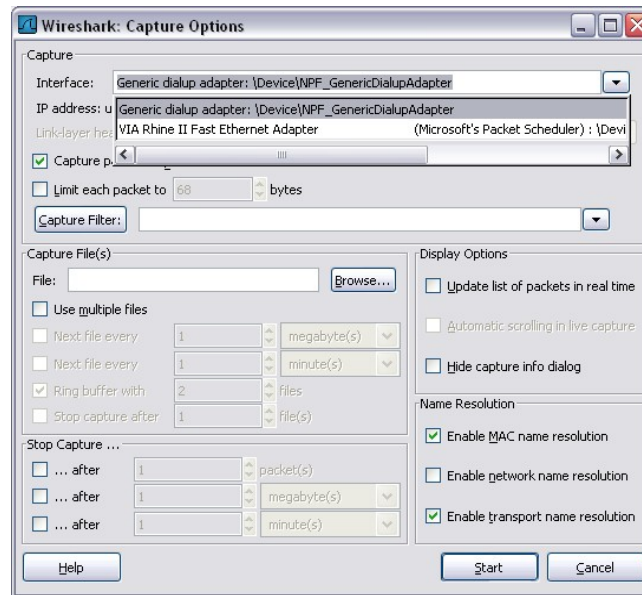 Wireshark: Capture Options
Capture
Interface: Generic dialup adapter: \Device\NPF_GenericDialupAdapter
IP address: u
Generic dialup adapter: \Device\NPF_GenericDialupAdapter
Link-layer hea
VIA Rhine II Fast Ethernet Adapter (Microsoft's Packet Scheduler) : \Devi
Capture p
Limit each packet to 68 bytes
Capture Filter:
Capture File(s)
File: Browse...
Use multiple files
Next file every 1 megabyte(s)
Next file every 1 minute(s)
Ring buffer with 2 files
Stop capture after 1 file(s)
Stop Capture ...
... after 1 packet(s)
... after 1 megabyte(s)
... after 1 minute(s)
Display Options
Update list of packets in real time
Automatic scrolling in live capture
Hide capture info dialog
Name Resolution
Enable MAC name resolution
Enable network name resolution
Enable transport name resolution
Help Start Cancel